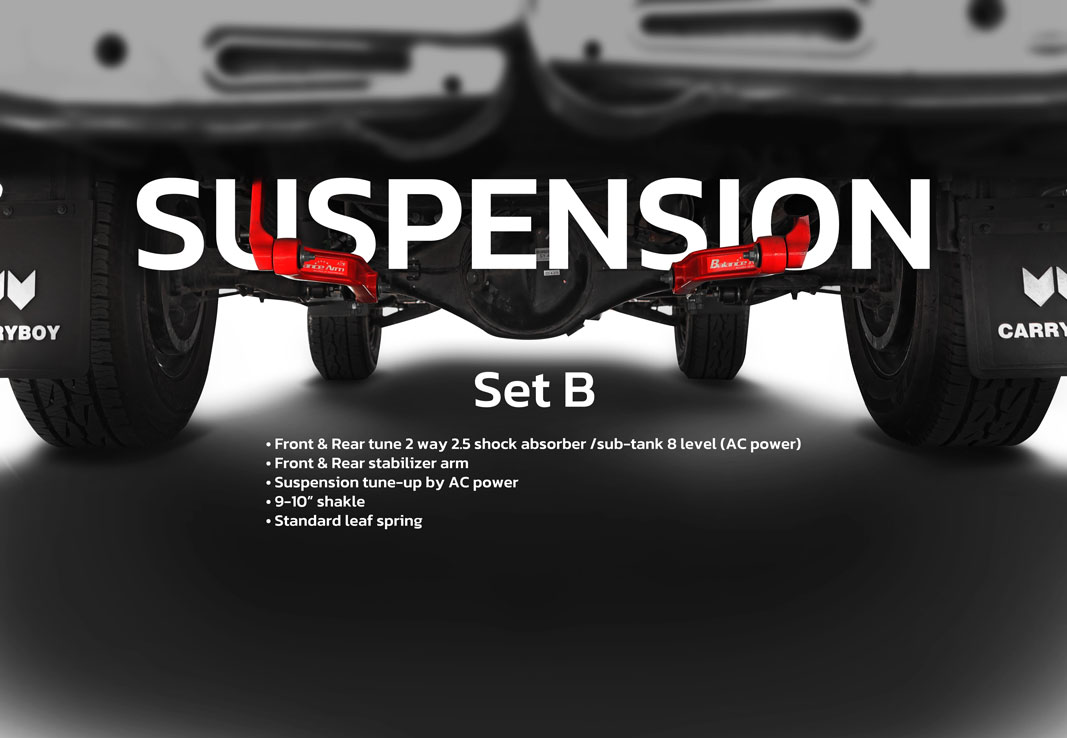 SUSPENSION
ance Arm
Balance
RYBOY
CARRY
Set B
• Front & Rear tune 2 way 2.5 shock absorber /sub-tank 8 level (AC power)
• Front & Rear stabilizer arm
• Suspension tune-up by AC power
• 9-10” shakle
• Standard leaf spring